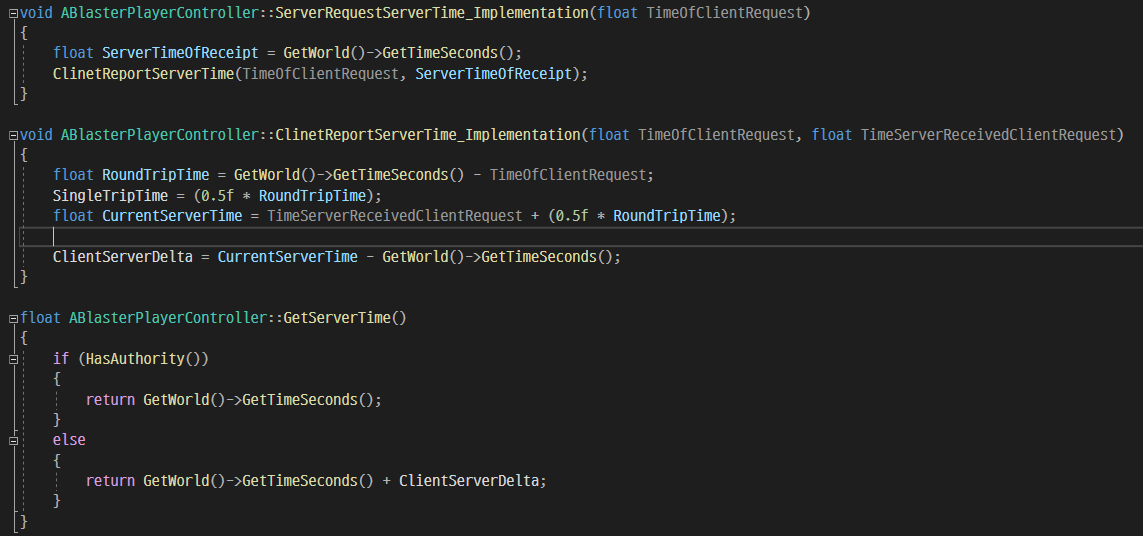 void ABlasterPlayerController::ServerRequestServerTime_Implementation(float TimeOfClientRequest)
{
    float ServerTimeOfReceipt = GetWorld()->GetTimeSeconds();
    ClinetReportServerTime(TimeOfClientRequest, ServerTimeOfReceipt);
}

void ABlasterPlayerController::ClinetReportServerTime_Implementation(float TimeOfClientRequest, float TimeServerReceivedClientRequest)
{
    float RoundTripTime = GetWorld()->GetTimeSeconds() - TimeOfClientRequest;
    SingleTripTime = (0.5f * RoundTripTime);
    float CurrentServerTime = TimeServerReceivedClientRequest + (0.5f * RoundTripTime);

    ClientServerDelta = CurrentServerTime - GetWorld()->GetTimeSeconds();
}

float ABlasterPlayerController::GetServerTime()
{
    if (HasAuthority())
    {
        return GetWorld()->GetTimeSeconds();
    }
    else
    {
        return GetWorld()->GetTimeSeconds() + ClientServerDelta;
    }
}